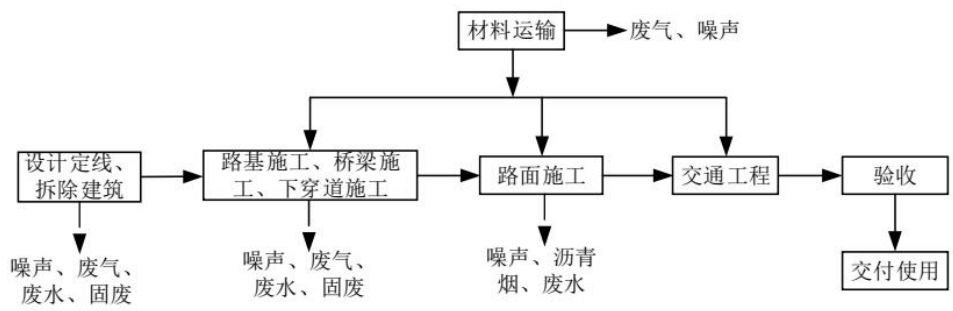 材料运输
废气、噪声
设计定线、
拆除建筑
路基施工、桥梁施
工、下穿道施工
路面施工
交通工程
验收
噪声、废气、
废水、固废
噪声、废气、
废水、固废
噪声、沥青
烟、废水
交付使用